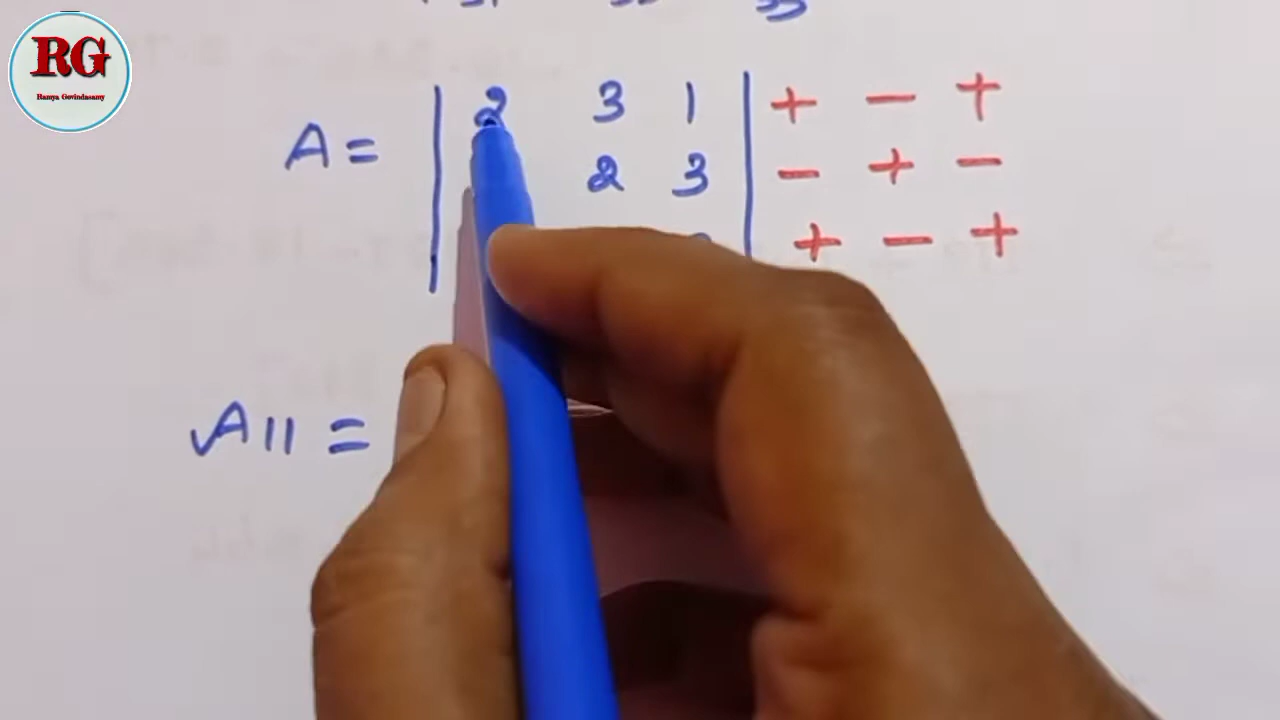 RG
Ramya Govindasamy
A = | 2 3 1 | + - +
2 3 | - + -
+ - +
A11 =